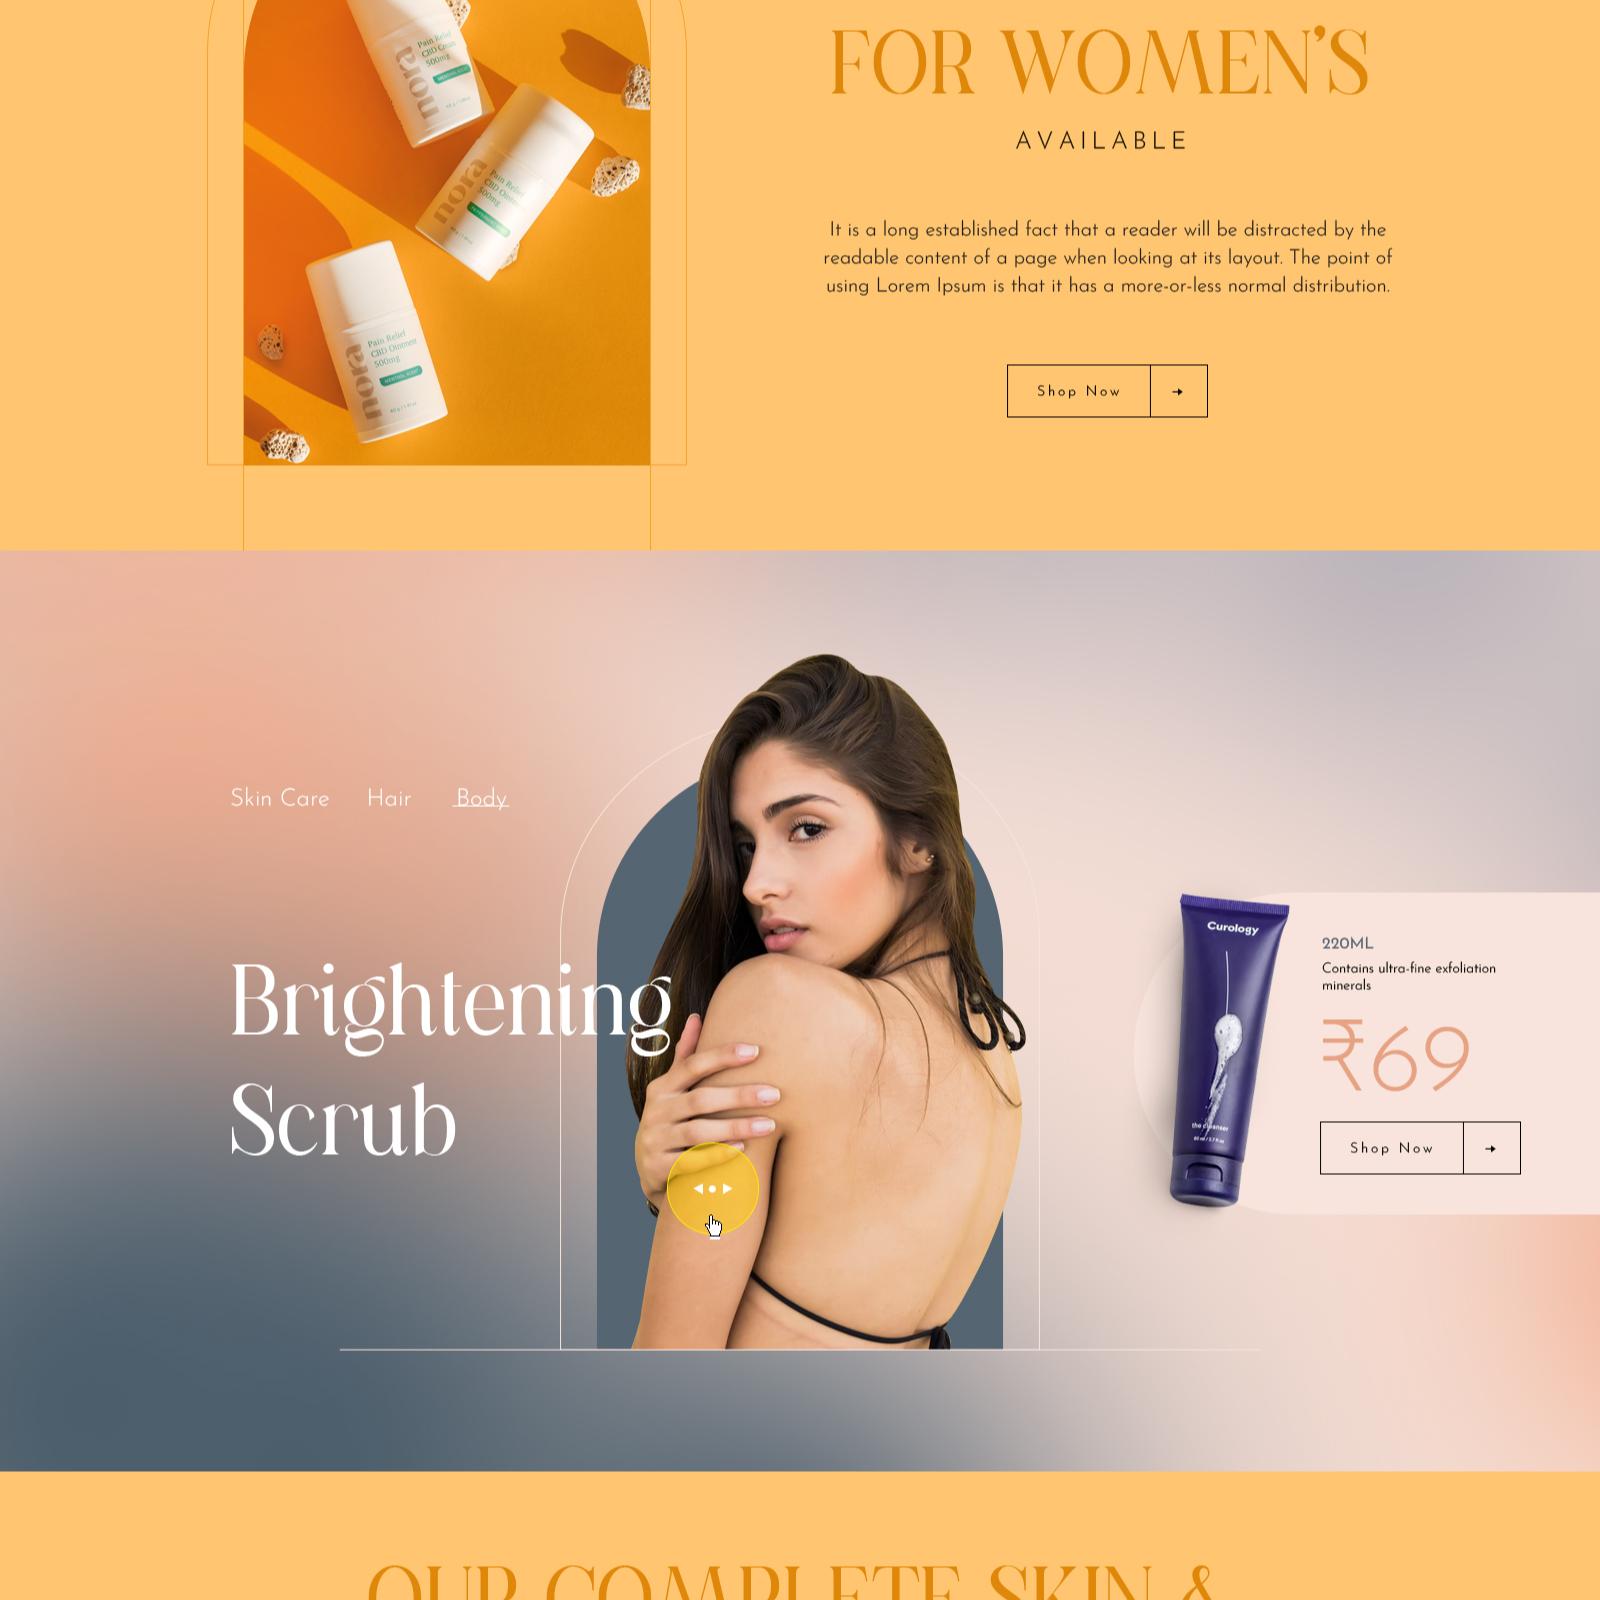 FOR WOMEN'S
AVAILABLE
It is a long established fact that a reader will be distracted by the
readable content of a page when looking at its layout. The point of
using Lorem Ipsum is that it has a more-or-less normal distribution.
Shop Now
nora
Pain Relief
CBD Cream
500mg
nora
Pain Relief
CBD Ointment
500mg
nora
Pain Relief
CBD Ointment
500mg
MENTHOL SCENT
Skin Care Hair Body
Brightening
Scrub
Curology
the cleanser
220ML
Contains ultra-fine exfoliation
minerals
₹69
Shop Now
OUR COMPLETE SKIN &